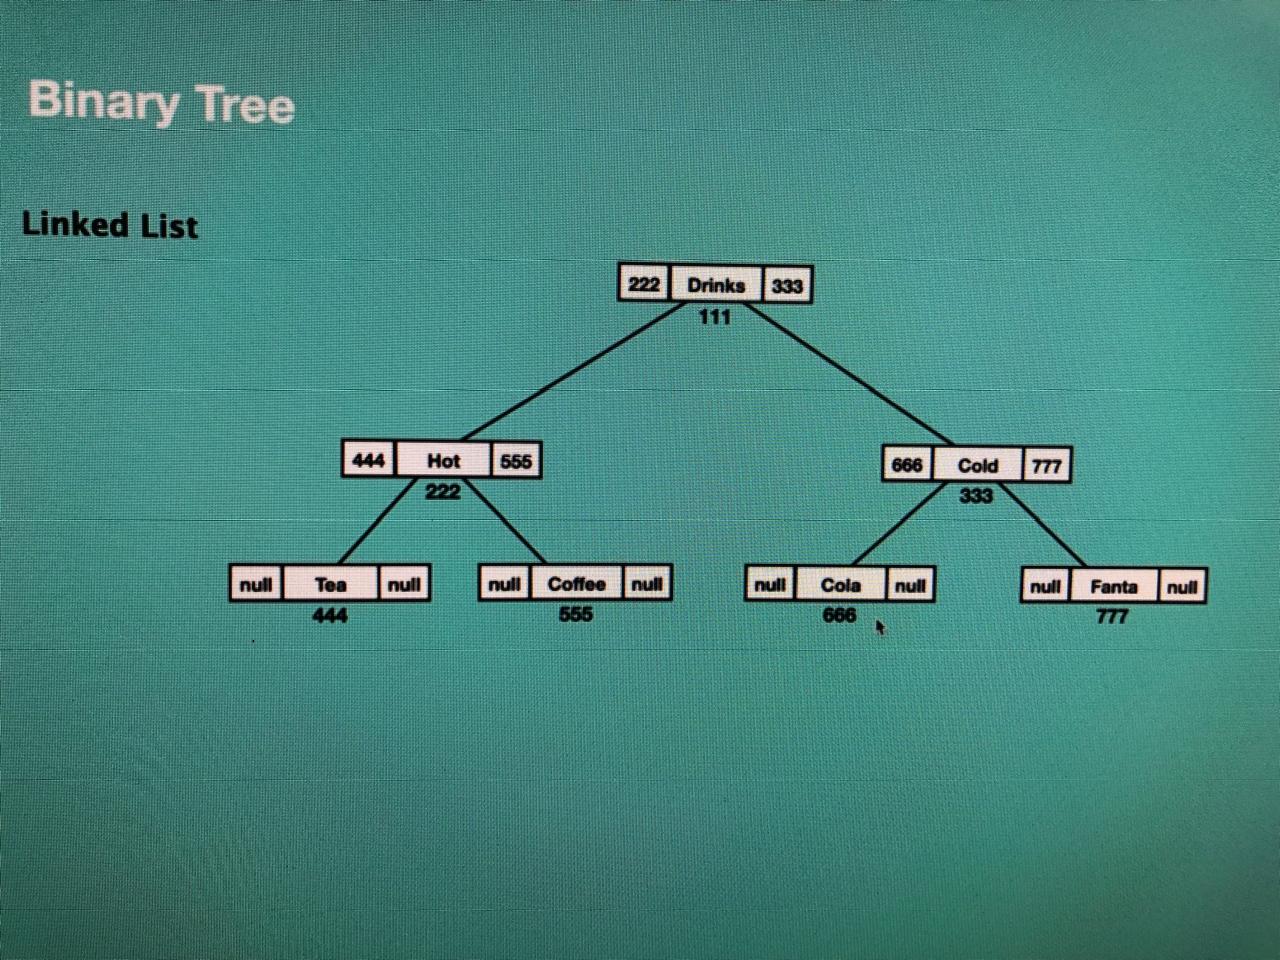 Binary Tree
Linked List
222 Drinks 333
111
444 Hot 555
222
666 Cold 777
333
null Tea null
444
null Coffee null
555
null Cola null
666
null Fanta null
777